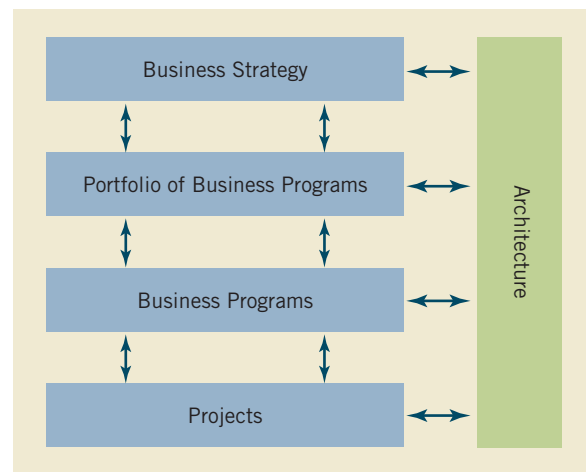 Business Strategy
Portfolio of Business Programs
Business Programs
Projects
Architecture